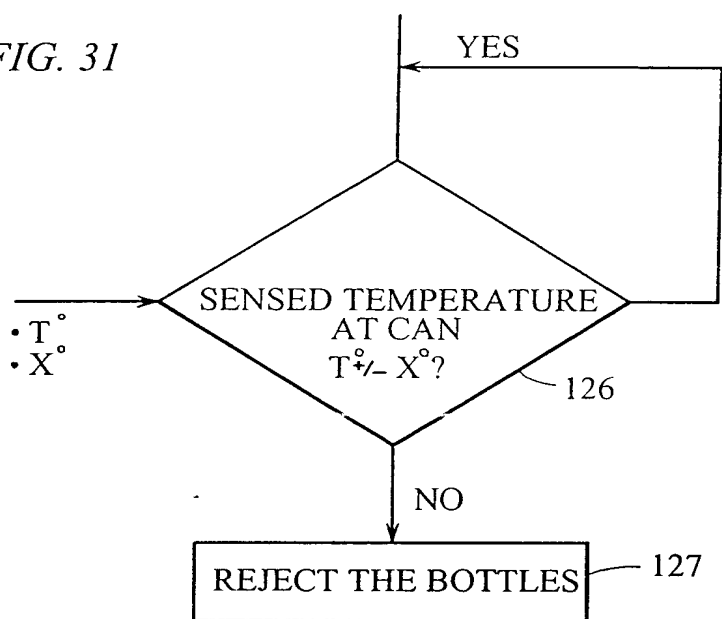 FIG. 31
YES
SENSED TEMPERATURE
AT CAN
T°+/- X°?
• T°
• X°
126
NO
REJECT THE BOTTLES
127